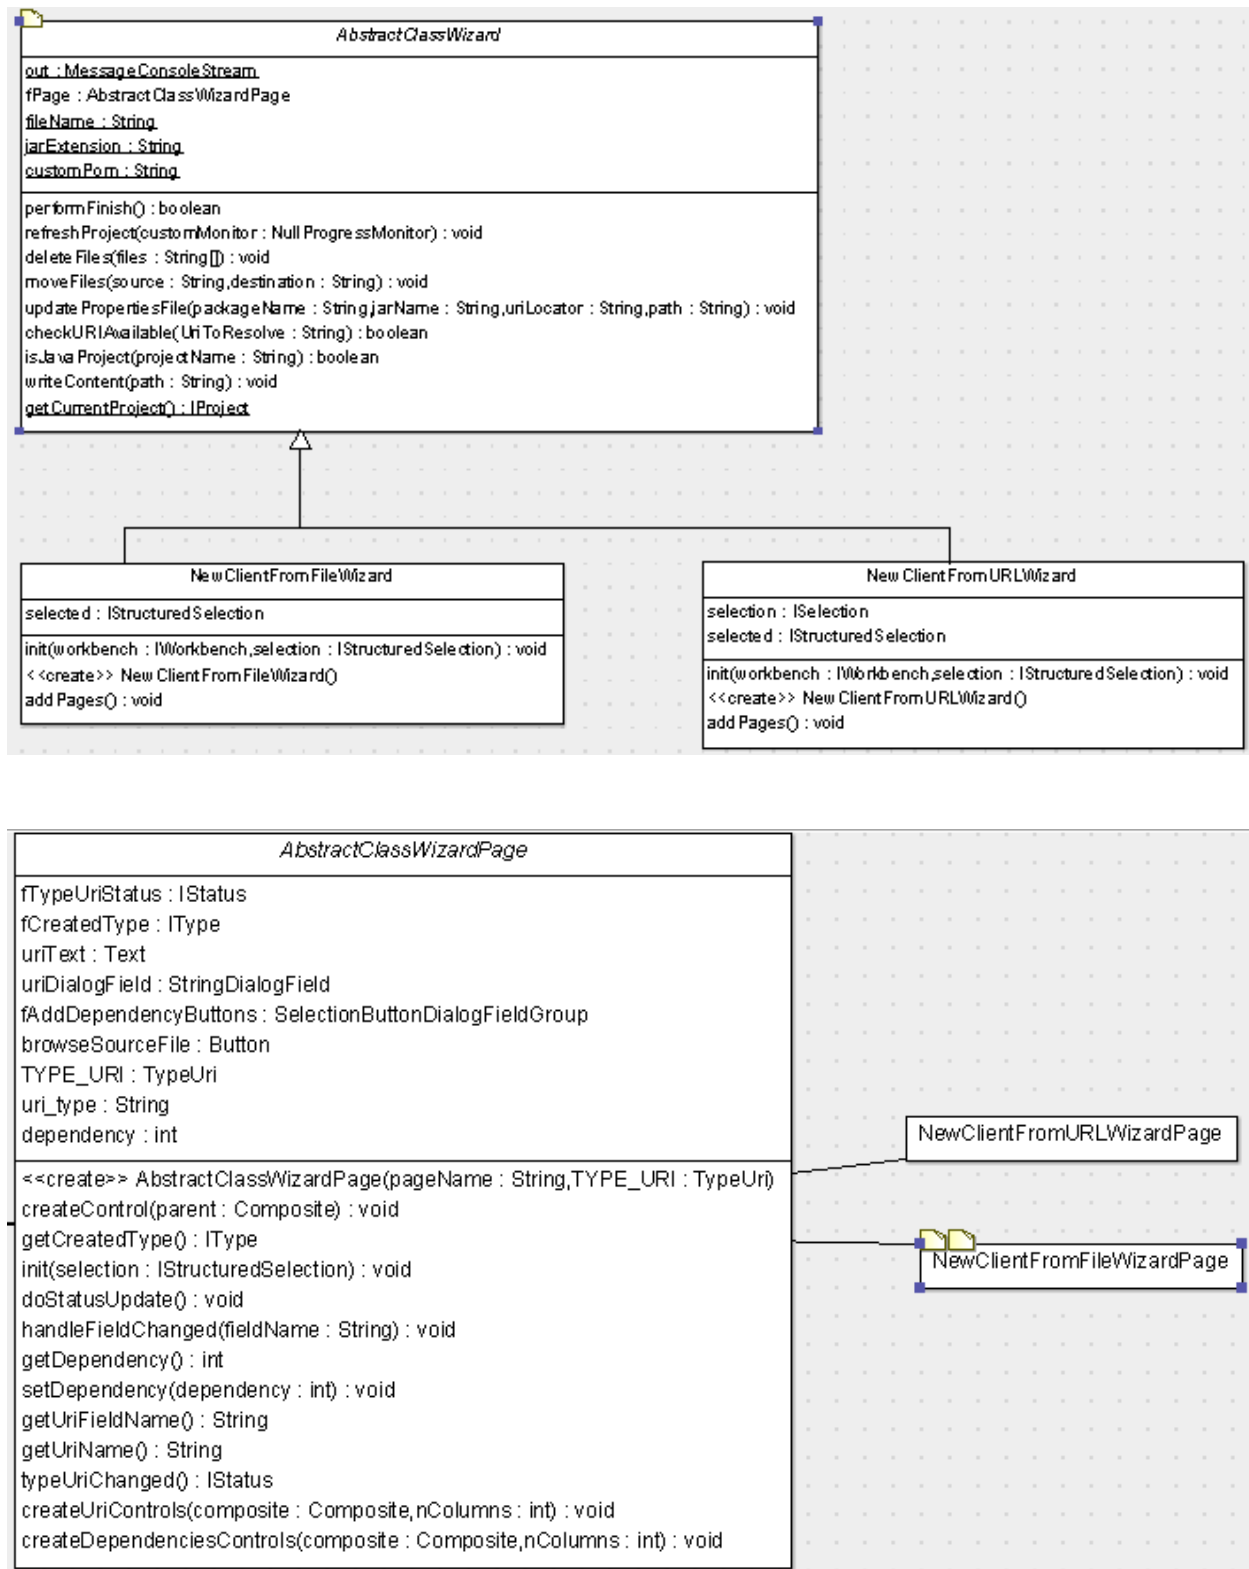 AbstractClassWizard
out : MessageConsoleStream
fPage : AbstractClassWizardPage
fileName : String
jarExtension : String
customPom : String
performFinish() : boolean
refreshProject(customMonitor : NullProgressMonitor) : void
deleteFiles(files : String[]) : void
moveFiles(source : String,destination : String) : void
updatePropertiesFile(packageName : String,jarName : String,uriLocator : String,path : String) : void
checkURIAvailable(UriToResolve : String) : boolean
isJavaProject(projectName : String) : boolean
writeContent(path : String) : void
getCurrentProject() : IProject
NewClientFromFileWizard
selected : IStructuredSelection
init(workbench : IWorkbench,selection : IStructuredSelection) : void
<<create>> NewClientFromFileWizard()
addPages() : void
NewClientFromURLWizard
selection : ISelection
selected : IStructuredSelection
init(workbench : IWorkbench,selection : IStructuredSelection) : void
<<create>> NewClientFromURLWizard()
addPages() : void
AbstractClassWizardPage
fTypeUriStatus : IStatus
fCreatedType : IType
uriText : Text
uriDialogField : StringDialogField
fAddDependencyButtons : SelectionButtonDialogFieldGroup
browseSourceFile : Button
TYPE_URI : TypeUri
uri_type : String
dependency : int
<<create>> AbstractClassWizardPage(pageName : String,TYPE_URI : TypeUri)
createControl(parent : Composite) : void
getCreatedType() : IType
init(selection : IStructuredSelection) : void
doStatusUpdate() : void
handleFieldChanged(fieldName : String) : void
getDependency() : int
setDependency(dependency : int) : void
getUriFieldName() : String
getUriName() : String
typeUriChanged() : IStatus
createUriControls(composite : Composite,nColumns : int) : void
createDependenciesControls(composite : Composite,nColumns : int) : void
NewClientFromURLWizardPage
NewClientFromFileWizardPage